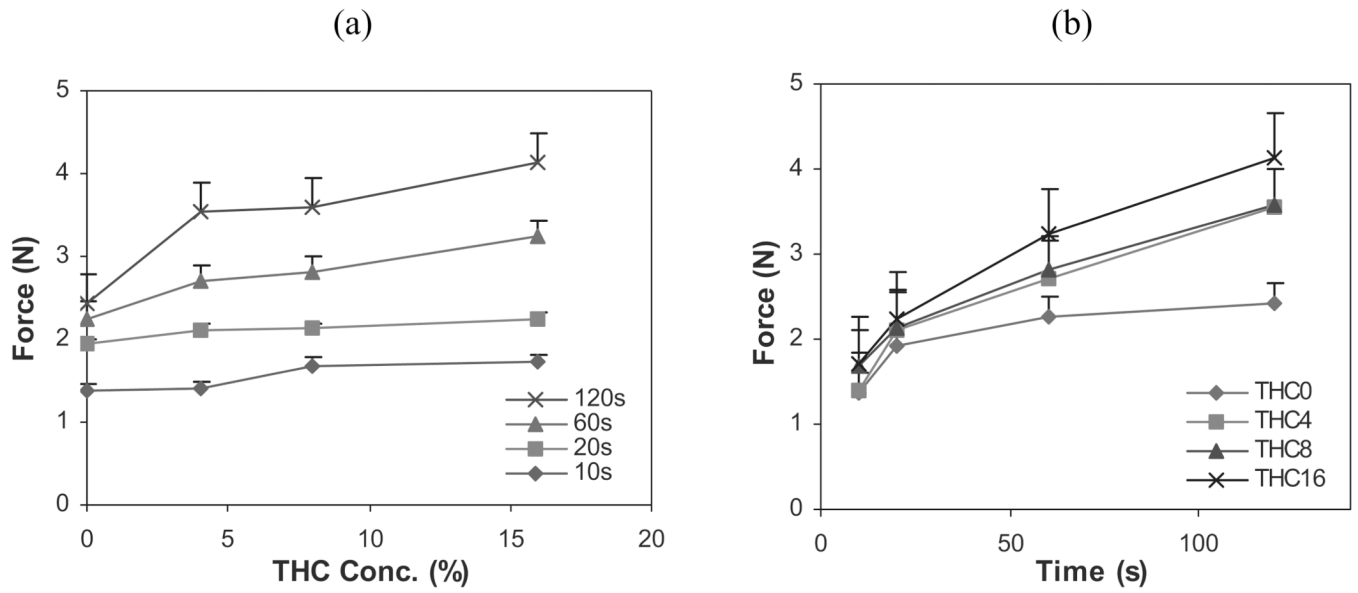 (a)
Force (N)
5
4
3
2
1
0
0 5 10 15 20
THC Conc. (%)
120s
60s
20s
10s
(b)
Force (N)
5
4
3
2
1
0
0 50 100
Time (s)
THC0
THC4
THC8
THC16